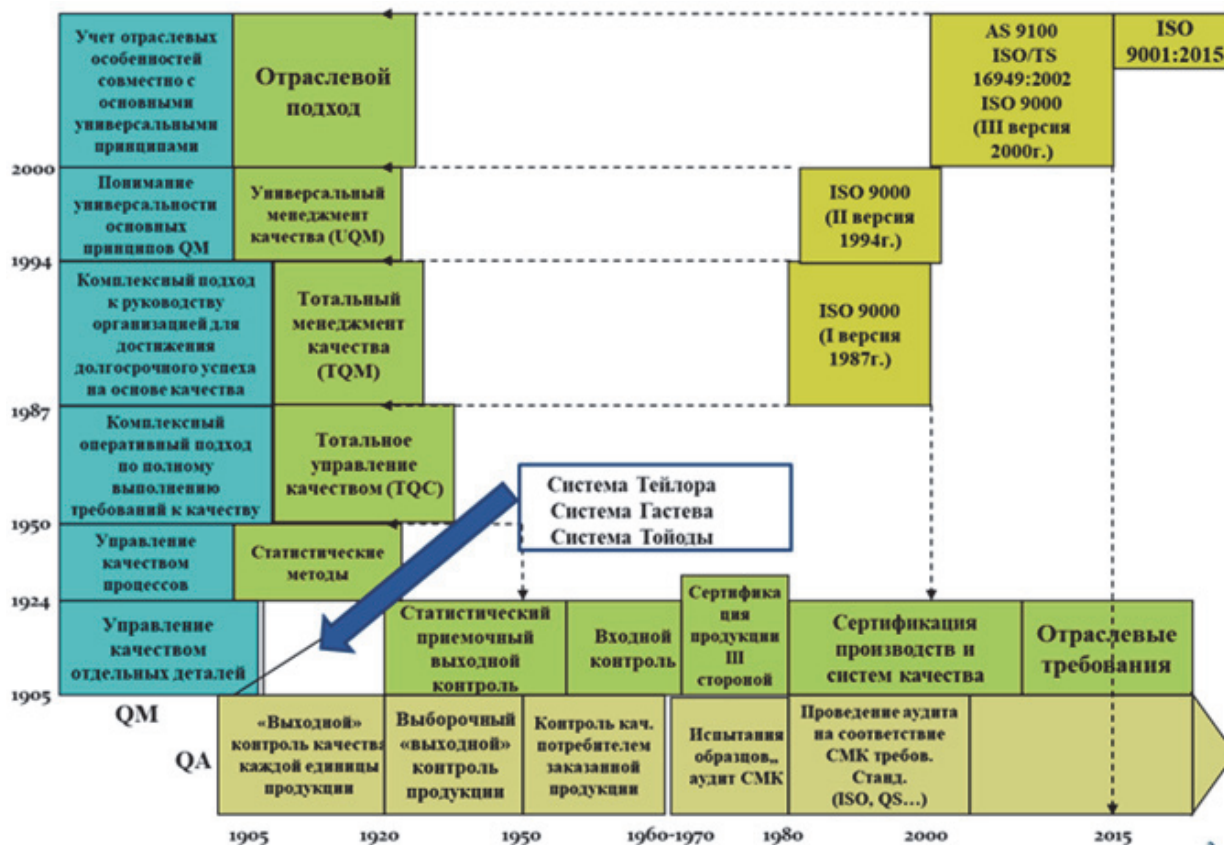 Учет отраслевых
особенностей
совместно с
основными
универсальными
принципами
Отраслевой
подход
AS 9100
ISO/TS
16949:2002
ISO 9000
(III версия
2000г.)
ISO
9001:2015
2000
Понимание
универсальности
основных
принципов QM
Универсальный
менеджмент
качества (UQM)
ISO 9000
(II версия
1994г.)
1994
Комплексный подход
к руководству
организацией для
достижения
долгосрочного успеха
на основе качества
Тотальный
менеджмент
качества
(TQM)
ISO 9000
(I версия
1987г.)
1987
Комплексный
оперативный подход
по полному
выполнению
требований к качеству
Тотальное
управление
качеством (TQC)
Система Тейлора
Система Гастева
Система Тойоды
1950
Управление
качеством
процессов
Статистические
методы
1924
Управление
качеством
отдельных деталей
Статистический
приемочный
выходной
контроль
Входной
контроль
Сертифика
ция
продукции
III
стороной
Сертификация
производств и
систем качества
Отраслевые
требования
1905
QM
QA
«Выходной»
контроль качества
каждой единицы
продукции
Выборочный
«выходной»
контроль
продукции
Контроль кач.
потребителем
заказанной
продукции
Испытания
образцов,,
аудит СМК
Проведение аудита
на соответствие
СМК требов.
Станд.
(ISO, QS...)
1905
1920
1950
1960-1970
1980
2000
2015